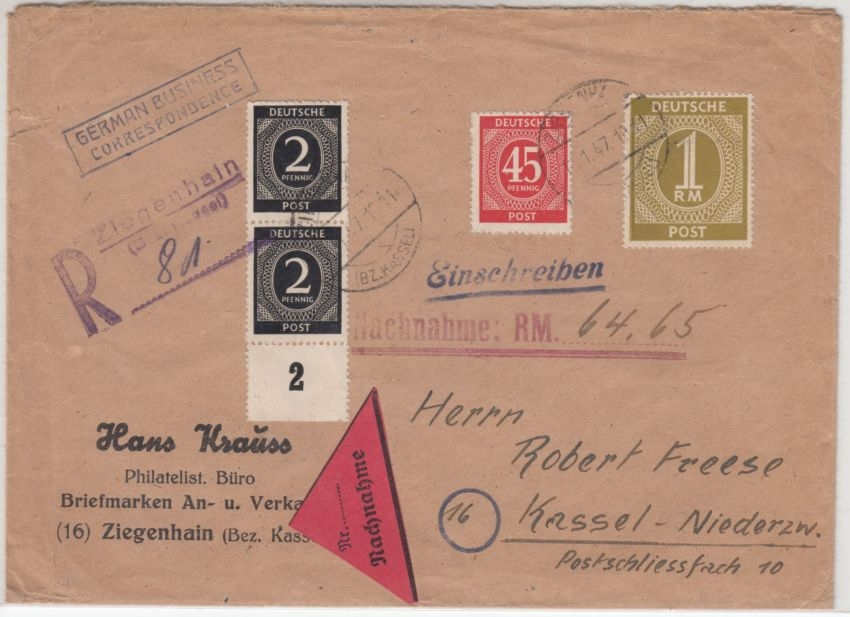 GERMAN BUSINESS
CORRESPONDENCE
Ziegenhain
R
81
DEUTSCHE
2
PFENNIG
POST
DEUTSCHE
2
PFENNIG
POST
2
(BZ.KASSEL)
DEUTSCHE
45
PFENNIG
POST
DEUTSCHE
1
RM
POST
Einschreiben
Nachnahme: RM. 64,65
Hans Krauss
Philatelist. Büro
Briefmarken An- u. Verka
(16) Ziegenhain (Bez. Kass
Nr.
Nachnahme
Herrn
Robert Freese
16
Kassel-Niederzw.
Postschliessfach 10